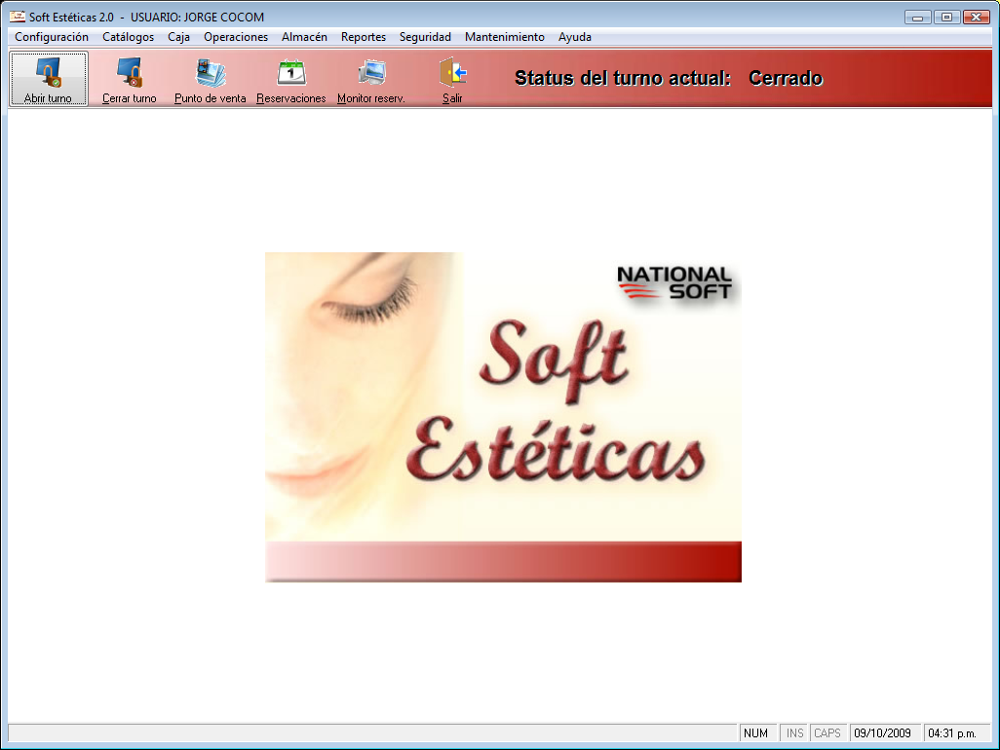 Soft Estéticas 2.0 - USUARIO: JORGE COCOM
Configuración Catálogos Caja Operaciones Almacén Reportes Seguridad Mantenimiento Ayuda
Abrir turno Cerrar turno Punto de venta Reservaciones Monitor reserv. Salir Status del turno actual: Cerrado
1
NATIONAL
SOFT
Soft
Estéticas
NUM INS CAPS 09/10/2009 04:31 p.m.